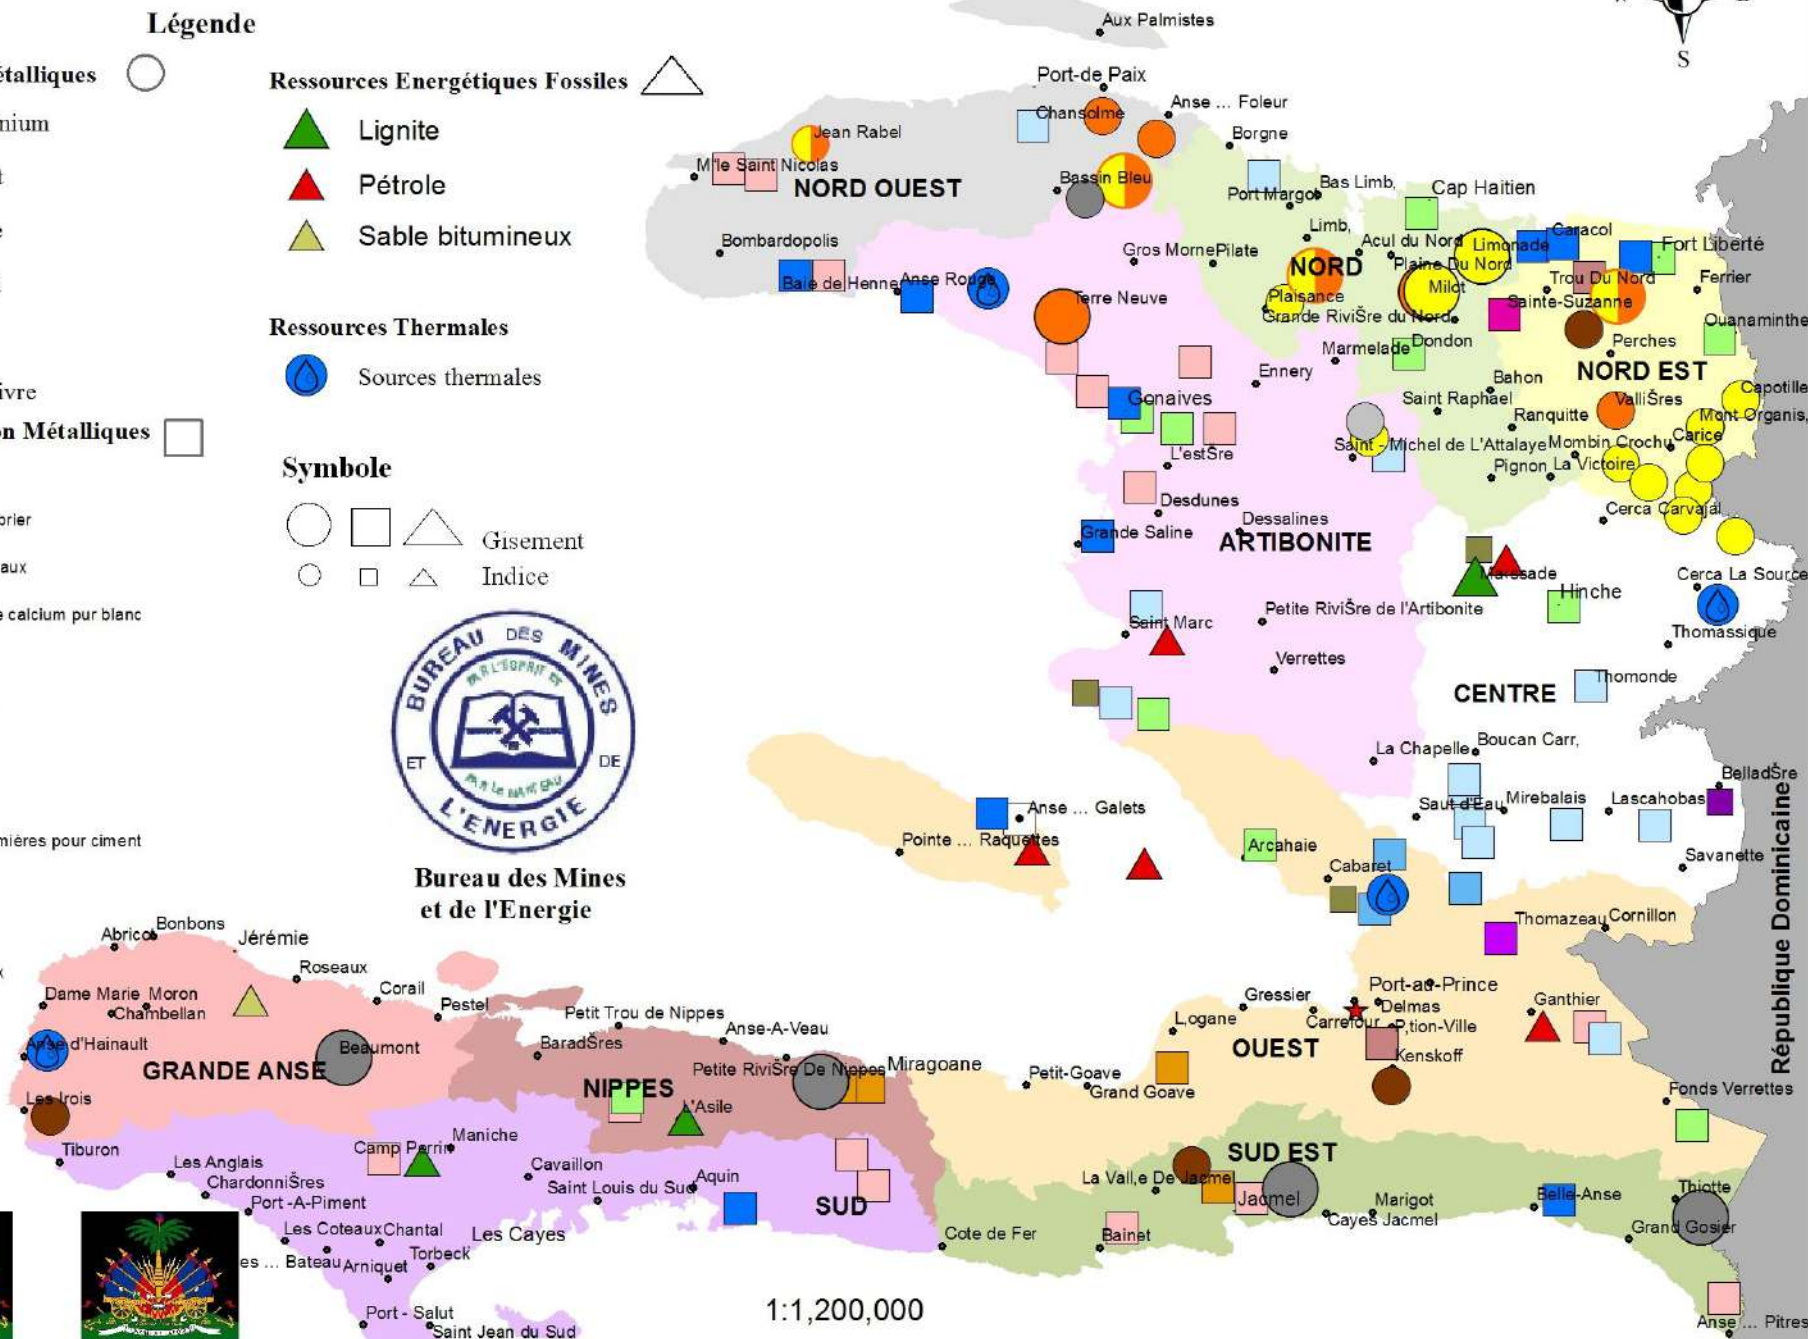 Légende
étalliques
nium
t
e
ivre
on Métalliques
brier
aux
e calcium pur blanc
mières pour ciment
x
Ressources Energétiques Fossiles
Lignite
Pétrole
Sable bitumineux
Ressources Thermales
Sources thermales
Symbole
Gisement
Indice
BUREAU DES MINES
ET DE
L'ENERGIE
Bureau des Mines
et de l'Energie
S
Aux Palmistes
Port-de Paix
Chansolme
Anse ... Foleur
Jean Rabel
Borgne
M"le Saint Nicolas
NORD OUEST
Bassin Bleu
Port Margot
Bas Limb‚
Cap Haitien
Bombardopolis
Gros Morne
Pilate
Limb‚
Acul du Nord
Limonade
Caracol
Fort Liberté
NORD
Plaine Du Nord
Baie de Henne
Anse Rouge
Trou Du Nord
Ferrier
Terre Neuve
Plaisance
Milot
Sainte-Suzanne
Grande RiviŠre du Nord
Ouanaminthe
Marmelade
Dondon
Perches
Ennery
NORD EST
Bahon
Capotille
Gonaives
Saint Raphael
ValliŠres
Ranquitte
Mont Organis‚
L'estŠre
Saint - Michel de L'Attalaye
Mombin Crochu
Carice
Pignon
La Victoire
Desdunes
Cerca Carvajal
Grande Saline
Dessalines
ARTIBONITE
Maissade
Cerca La Source
Hinche
Petite RiviŠre de l'Artibonite
Saint Marc
Thomassique
Verrettes
Thomonde
CENTRE
La Chapelle
Boucan Carr‚
BelladŠre
Anse ... Galets
Saut d'Eau
Mirebalais
Lascahobas
Pointe ... Raquettes
Arcahaie
Cabaret
Savanette
République Dominicaine
Thomazeau
Cornillon
Abricot
Bonbons
Jérémie
Roseaux
Corail
Dame Marie
Moron
Chambellan
Pestel
Petit Trou de Nippes
Gressier
Port-au-Prince
Delmas
Ganthier
L‚ogane
Carrefour
P‚tion-Ville
Anse d'Hainault
Anse-A-Veau
BaradŠres
Beaumont
GRANDE ANSE
Petite RiviŠre De Nippes
Miragoane
OUEST
Kenskoff
NIPPES
Petit-Goave
Grand Goave
Fonds Verrettes
Les Irois
L'Asile
Tiburon
Camp Perrin
Maniche
SUD EST
Les Anglais
Cavaillon
Aquin
La Vall‚e De Jacmel
ChardonniŠres
Saint Louis du Sud
SUD
Jacmel
Marigot
Belle-Anse
Thiotte
Port -A-Piment
Cayes Jacmel
Les Coteaux
Chantal
Les Cayes
Cote de Fer
Bainet
Grand Gosier
es ... Bateau
Arniquet
Torbeck
Port - Salut
Saint Jean du Sud
1:1,200,000
Anse ... Pitres